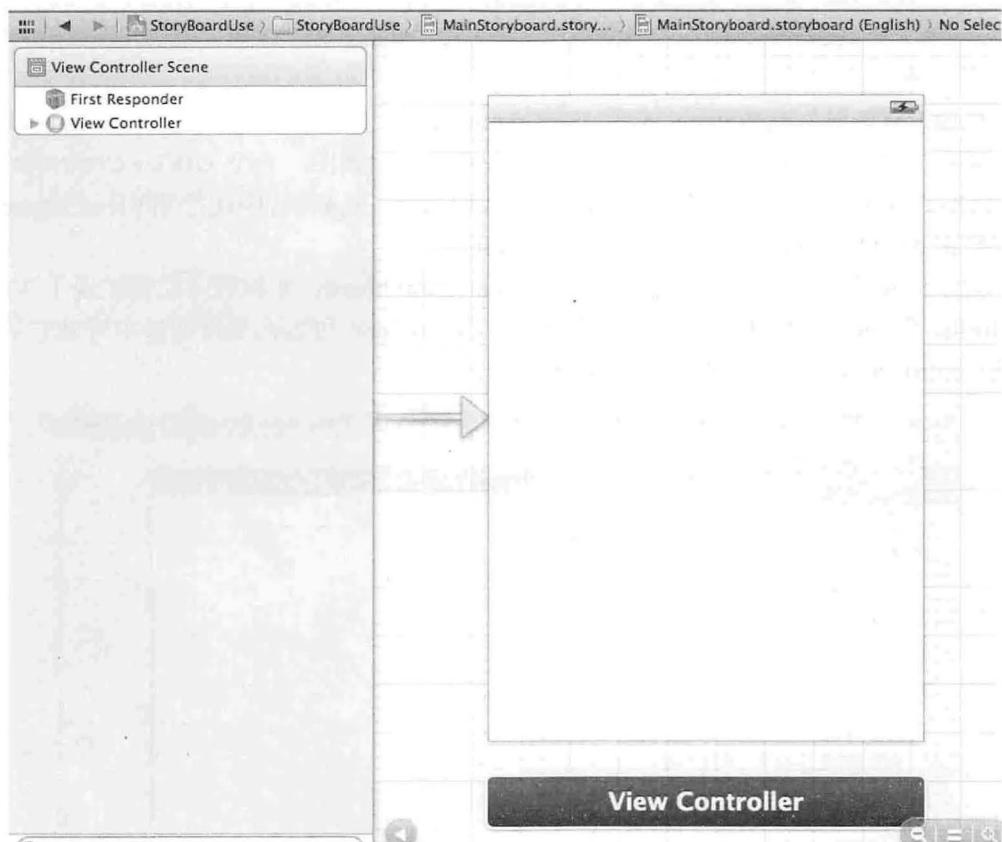 StoryBoardUse StoryBoardUse MainStoryboard.story... MainStoryboard.storyboard (English) No Selec
View Controller Scene
First Responder
View Controller
View Controller